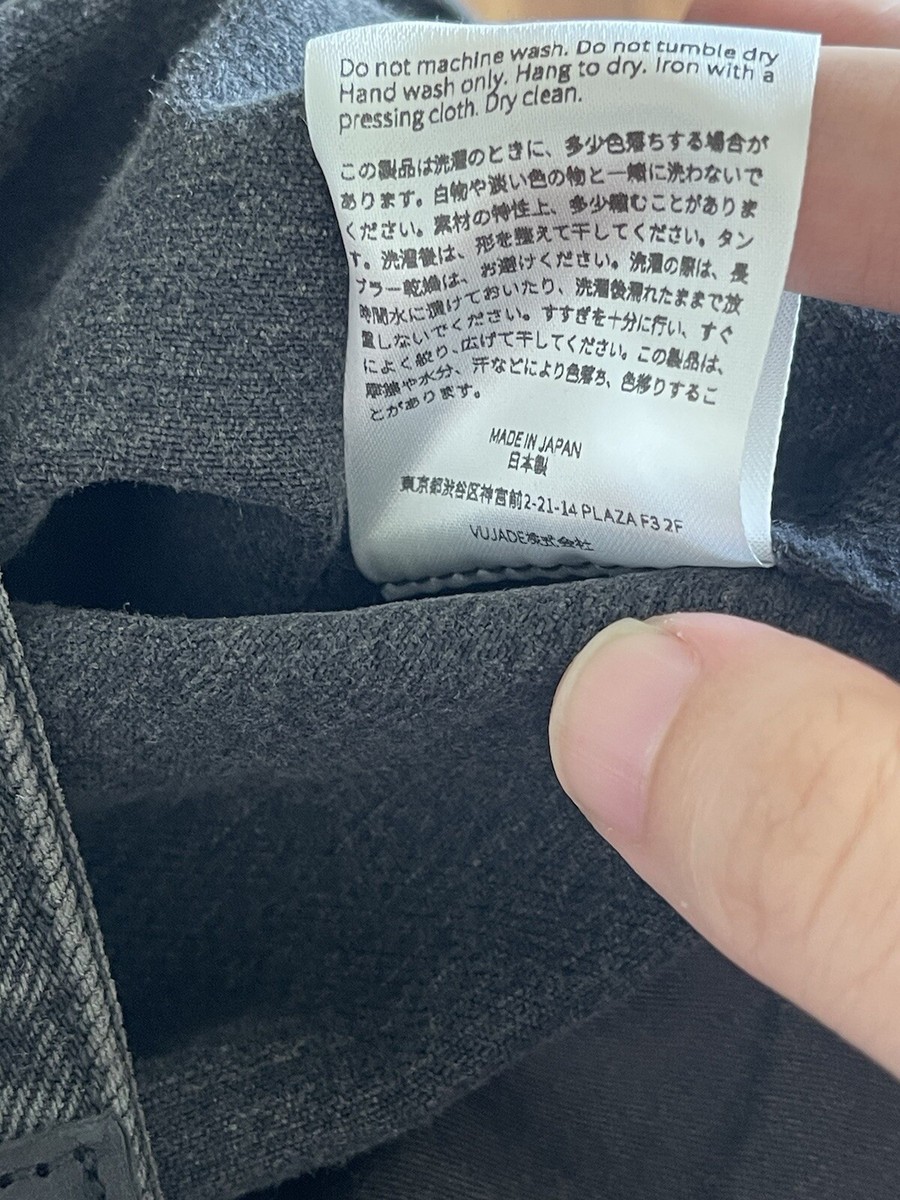 Do not machine wash. Do not tumble dry
Hand wash only. Hang to dry. Iron with a
pressing cloth. Dry clean.
この製品は洗濯のときに、多少色落ちする場合が
あります。白物や淡い色の物と一緒に洗わないで
ください。素材の特性上、多少縮むことがありま
す。洗濯後は、形を整えて干してください。タン
ブラー乾燥は、お避けください。洗濯の際は、長
時間水に漬けておいたり、洗濯後濡れたままで放
置しないでください。すすぎを十分に行い、すぐ
によく絞り、広げて干してください。この製品は、
摩擦や水分、汗などにより色落ち、色移りするこ
とがあります。
MADE IN JAPAN
日本製
東京都渋谷区神宮前2-21-14 PLAZA F3 2F
VUJADE株式会社